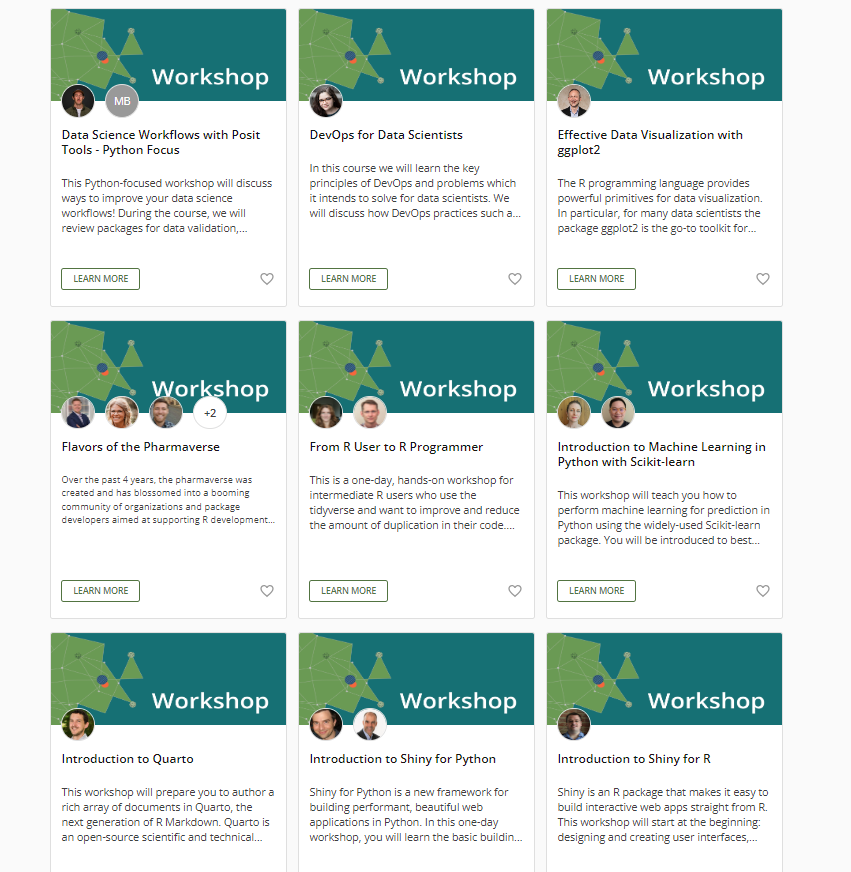 Workshop
MB
Data Science Workflows with Posit
Tools - Python Focus
This Python-focused workshop will discuss
ways to improve your data science
workflows! During the course, we will
review packages for data validation,...
LEARN MORE
Workshop
DevOps for Data Scientists
In this course we will learn the key
principles of DevOps and problems which
it intends to solve for data scientists. We
will discuss how DevOps practices such a...
LEARN MORE
Workshop
Effective Data Visualization with
ggplot2
The R programming language provides
powerful primitives for data visualization.
In particular, for many data scientists the
package ggplot2 is the go-to toolkit for...
LEARN MORE
Workshop
+2
Flavors of the Pharmaverse
Over the past 4 years, the pharmaverse was
created and has blossomed into a booming
community of organizations and package
developers aimed at supporting R development...
LEARN MORE
Workshop
From R User to R Programmer
This is a one-day, hands-on workshop for
intermediate R users who use the
tidyverse and want to improve and reduce
the amount of duplication in their code....
LEARN MORE
Workshop
Introduction to Machine Learning in
Python with Scikit-learn
This workshop will teach you how to
perform machine learning for prediction in
Python using the widely-used Scikit-learn
package. You will be introduced to best...
LEARN MORE
Workshop
Introduction to Quarto
This workshop will prepare you to author a
rich array of documents in Quarto, the
next generation of R Markdown. Quarto is
an open-source scientific and technical...
Workshop
Introduction to Shiny for Python
Shiny for Python is a new framework for
building performant, beautiful web
applications in Python. In this one-day
workshop, you will learn the basic buildin...
Workshop
Introduction to Shiny for R
Shiny is an R package that makes it easy to
build interactive web apps straight from R.
This workshop will start at the beginning:
designing and creating user interfaces,...